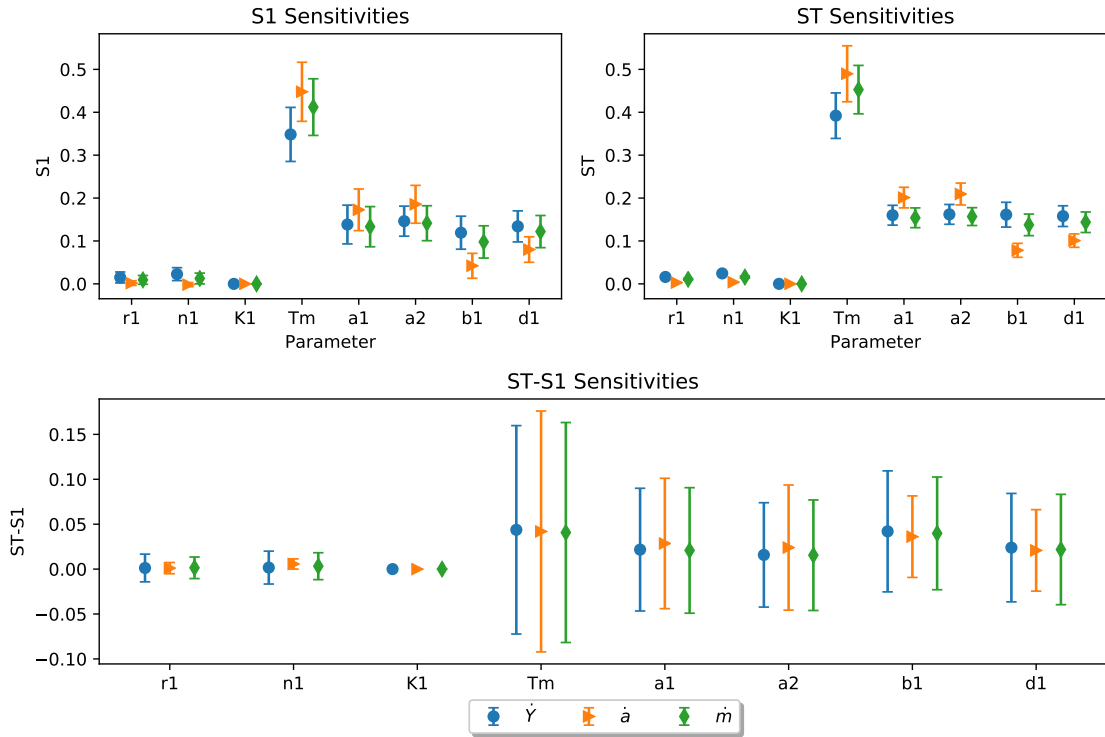 S1 Sensitivities
0.5
0.4
0.3
0.2
0.1
0.0
S1
r1 n1 K1 Tm a1 a2 b1 d1
Parameter
ST Sensitivities
0.5
0.4
0.3
0.2
0.1
0.0
ST
r1 n1 K1 Tm a1 a2 b1 d1
Parameter
ST-S1 Sensitivities
0.15
0.10
0.05
0.00
−0.05
−0.10
ST-S1
r1 n1 K1 Tm a1 a2 b1 d1
Ẏ ȧ ṁ